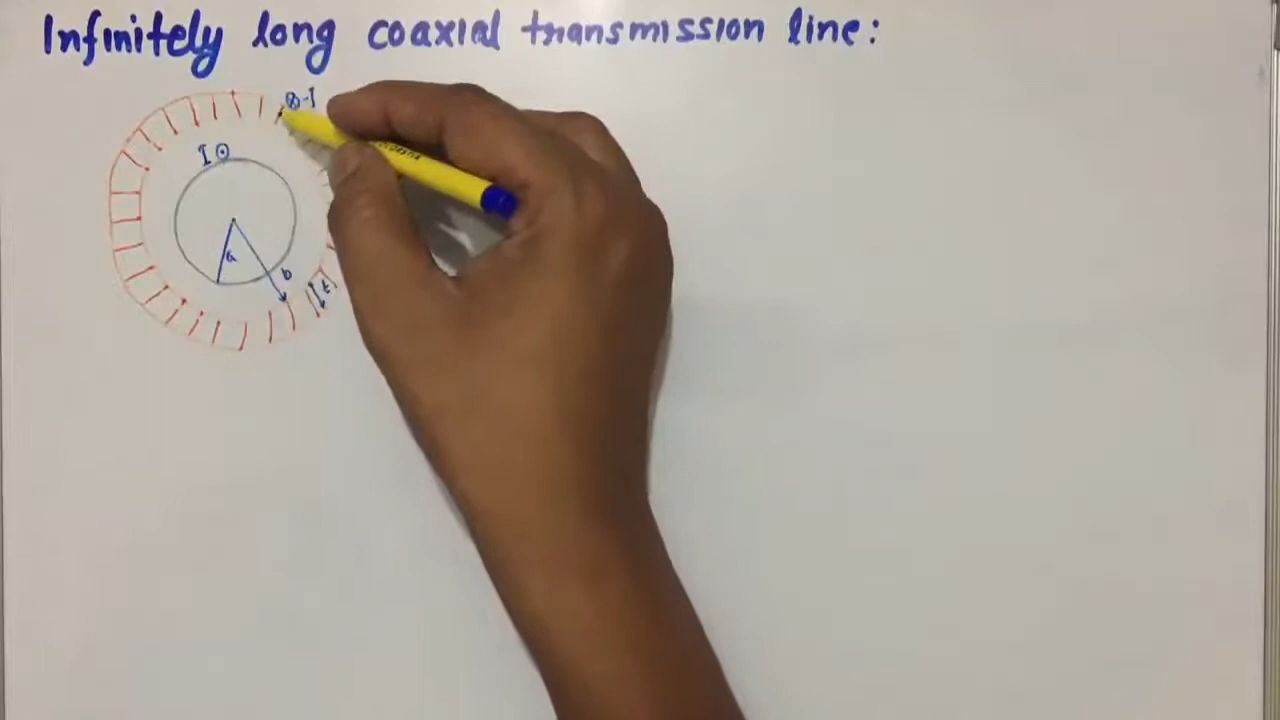 Infinitely long coaxial transmission line:
⊗-I
I⊙
a
b
t